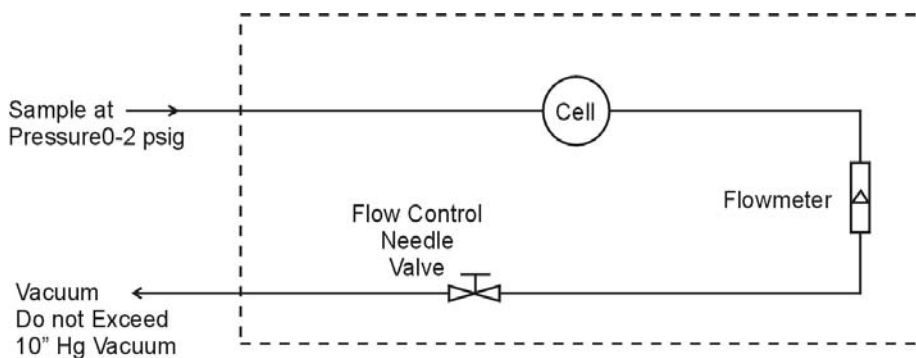 Sample at
Pressure0-2 psig
Cell
Flowmeter
Flow Control
Needle
Valve
Vacuum
Do not Exceed
10” Hg Vacuum